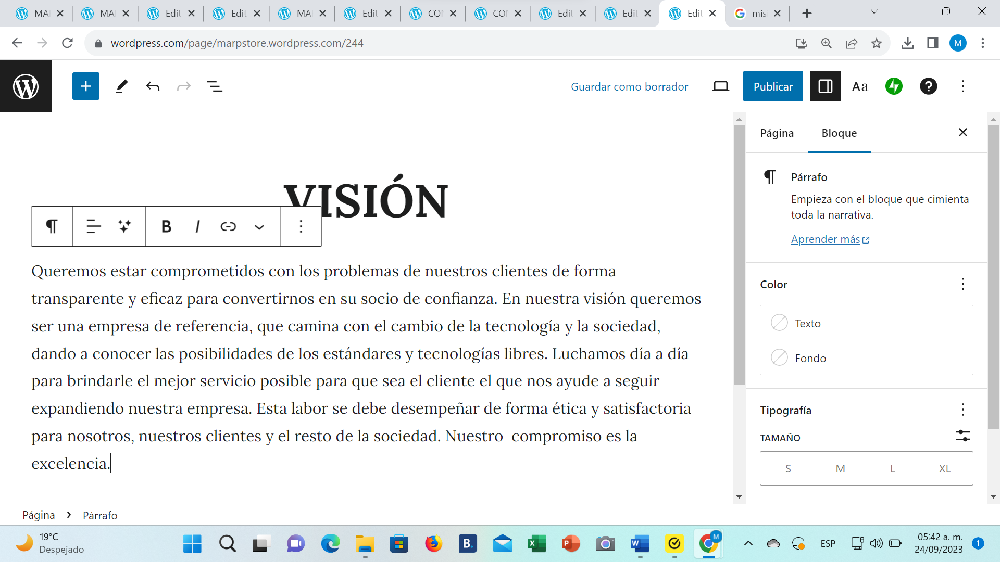 MA
MA
Edit
Edit
MA
Edit
CO
CO
Edit
Edit
Edit
mis
wordpress.com/page/marpstore.wordpress.com/244
M
Guardar como borrador
Publicar
Aa
Página
Bloque
VISIÓN
Párrafo
Empieza con el bloque que cimienta
toda la narrativa.
Aprender más
B I
Queremos estar comprometidos con los problemas de nuestros clientes de forma
transparente y eficaz para convertirnos en su socio de confianza. En nuestra visión queremos
ser una empresa de referencia, que camina con el cambio de la tecnología y la sociedad,
dando a conocer las posibilidades de los estándares y tecnologías libres. Luchamos día a día
para brindarle el mejor servicio posible para que sea el cliente el que nos ayude a seguir
expandiendo nuestra empresa. Esta labor se debe desempeñar de forma ética y satisfactoria
para nosotros, nuestros clientes y el resto de la sociedad. Nuestro  compromiso es la
excelencia.
Color
Texto
Fondo
Tipografía
TAMAÑO
S M L XL
Página > Párrafo
19°C
Despejado
B.
ESP
05:42 a. m.
24/09/2023
1